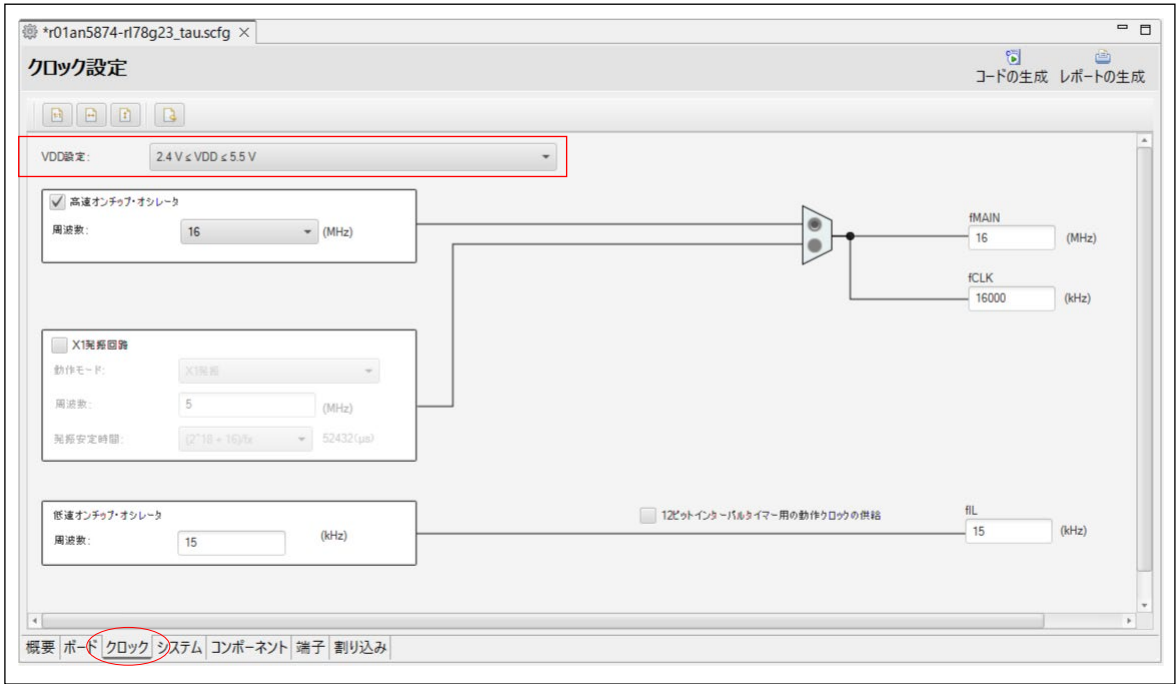 *r01an5874-rl78g23_tau.scfg
クロック設定
コードの生成 レポートの生成
VDD設定:
2.4 V ≤ VDD ≤ 5.5 V
高速オンチップ・オシレータ
周波数:
16
(MHz)
fMAIN
16
(MHz)
fCLK
16000
(kHz)
X1発振回路
動作モード:
X1発振
周波数:
5
(MHz)
発振安定時間:
(2^18 + 16)/fx
52432(μs)
低速オンチップ・オシレータ
周波数:
15
(kHz)
12ビットインターバルタイマー用の動作クロックの供給
fIL
15
(kHz)
概要 ボード クロック システム コンポーネント 端子 割り込み